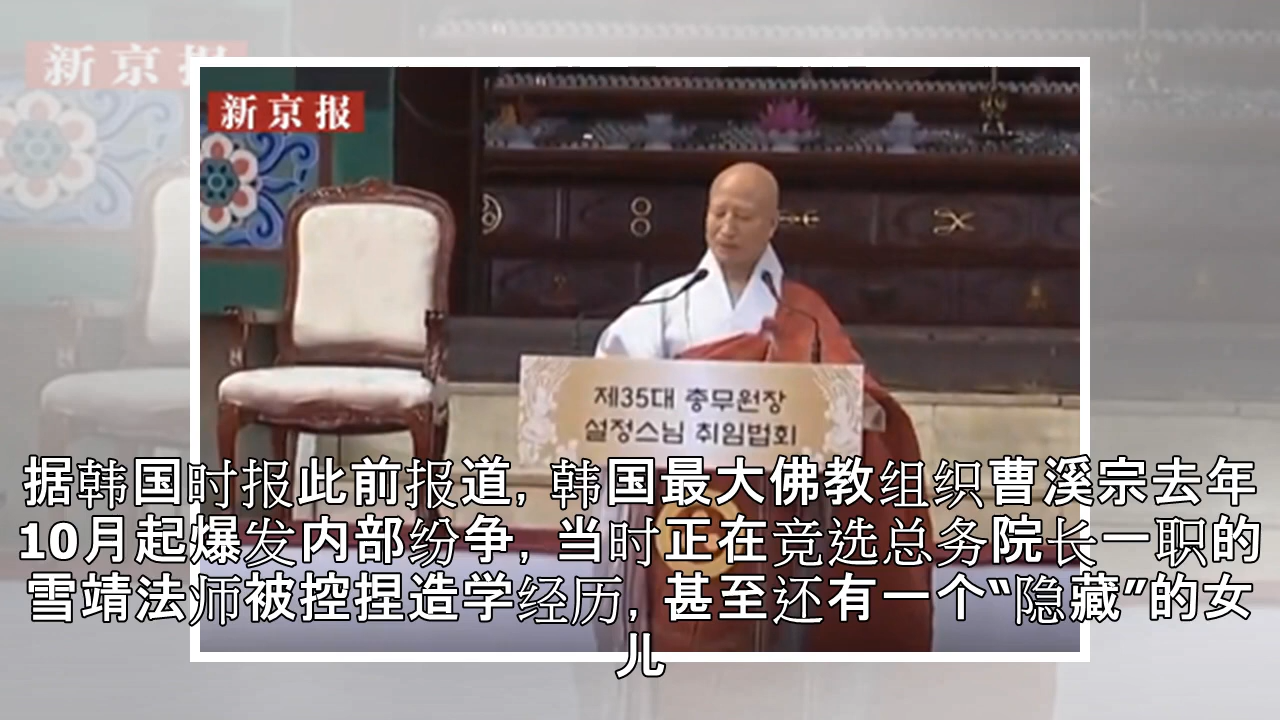 新京报
新京报
제35대 총무원장
설정스님 취임법회
据韩国时报此前报道，韩国最大佛教组织曹溪宗去年
10月起爆发内部纷争，当时正在竞选总务院长一职的
雪靖法师被控捏造学经历，甚至还有一个“隐藏”的女
儿